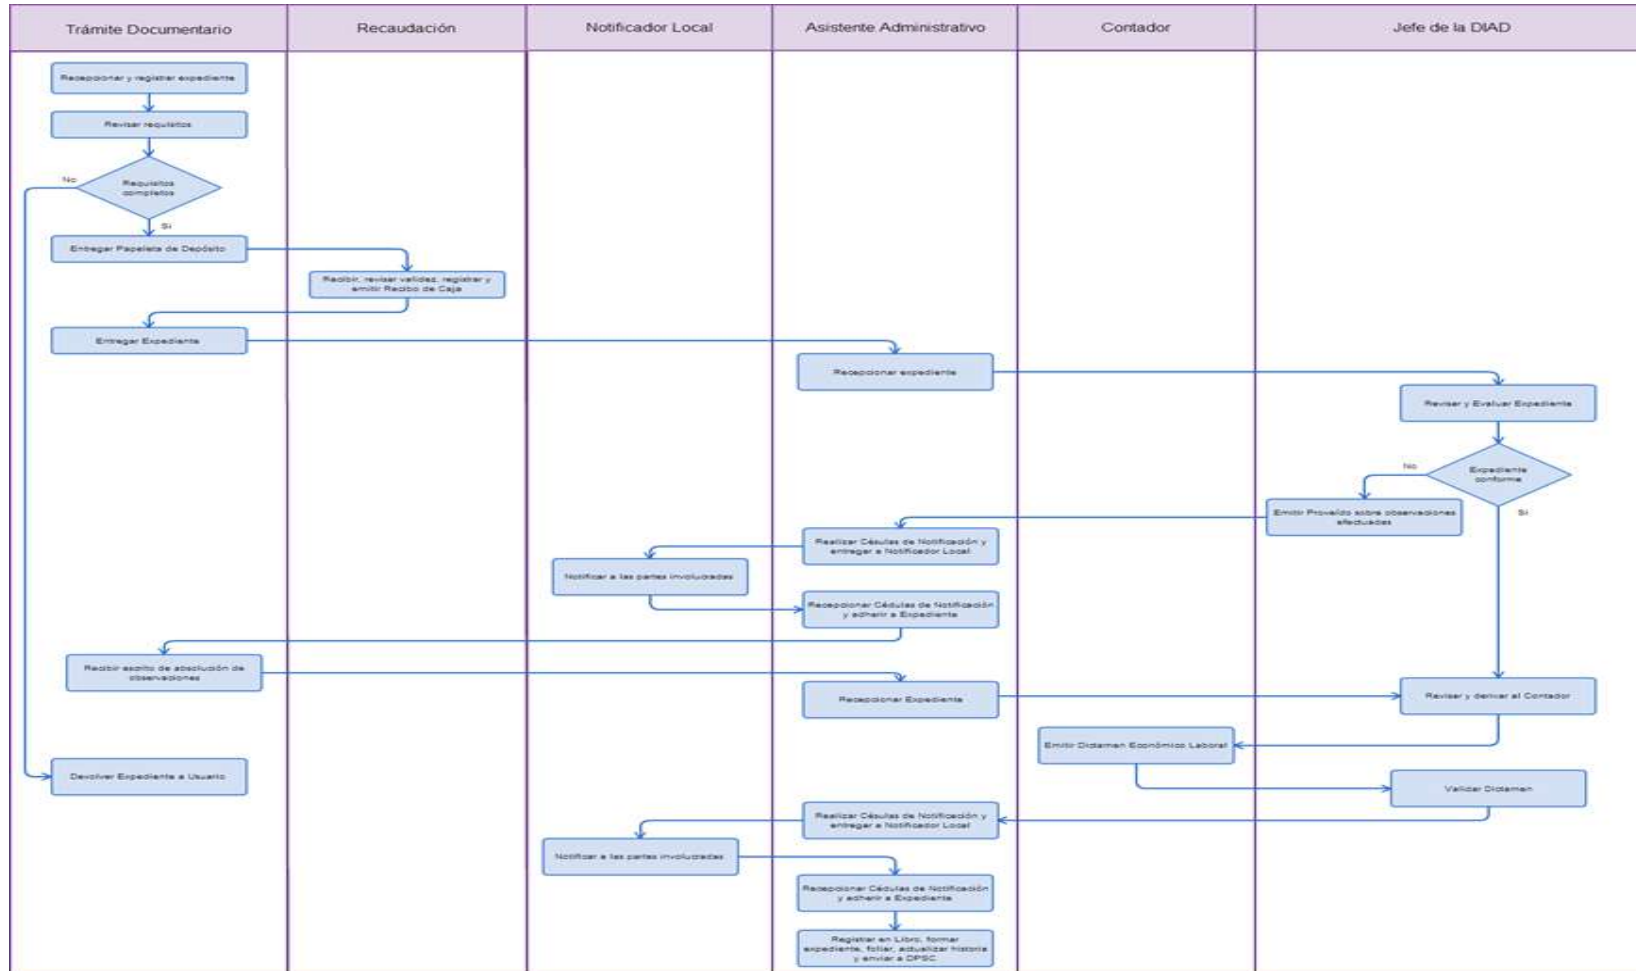 Trámite Documentario
Recaudación
Notificador Local
Asistente Administrativo
Contador
Jefe de la DIAD
Recepcionar y registrar expediente
Revisar requisitos
No
Requisitos
completos
Si
Entregar Papeleta de Depósito
Recibir, revisar validez, registrar y
emitir Recibo de Caja
Entregar Expediente
Recepcionar expediente
Revisar y Evaluar Expediente
No
Expediente
conforme
Si
Emitir Proveído sobre observaciones
efectuadas
Realizar Césulas de Notificación y
entregar a Notificador Local
Notificar a las partes involucradas
Recepcionar Cédulas de Notificación
y adherir a Expediente
Recibir escrito de absolución de
observaciones
Recepcionar Expediente
Revisar y derivar al Contador
Emitir Dictamen Económico Laboral
Devolver Expediente a Usuario
Validar Dictamen
Realizar Césulas de Notificación y
entregar a Notificador Local
Notificar a las partes involucradas
Recepcionar Cédulas de Notificación
y adherir a Expediente
Registrar en Libro, formar
expediente, foliar, actualizar historia
y enviar a DPSC